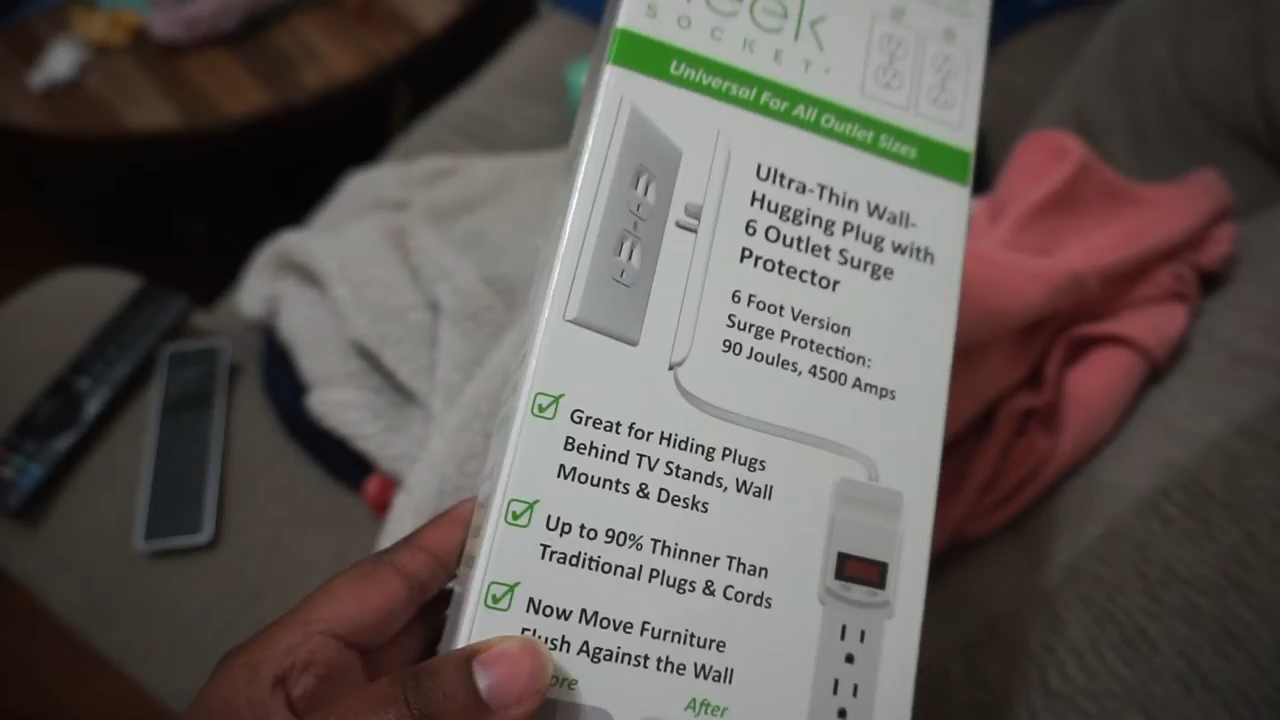 SOCKET
Universal For All Outlet Sizes
Ultra-Thin Wall-
Hugging Plug with
6 Outlet Surge
Protector
6 Foot Version
Surge Protection:
90 Joules, 4500 Amps
Great for Hiding Plugs
Behind TV Stands, Wall
Mounts & Desks
Up to 90% Thinner Than
Traditional Plugs & Cords
Now Move Furniture
Flush Against the Wall
After